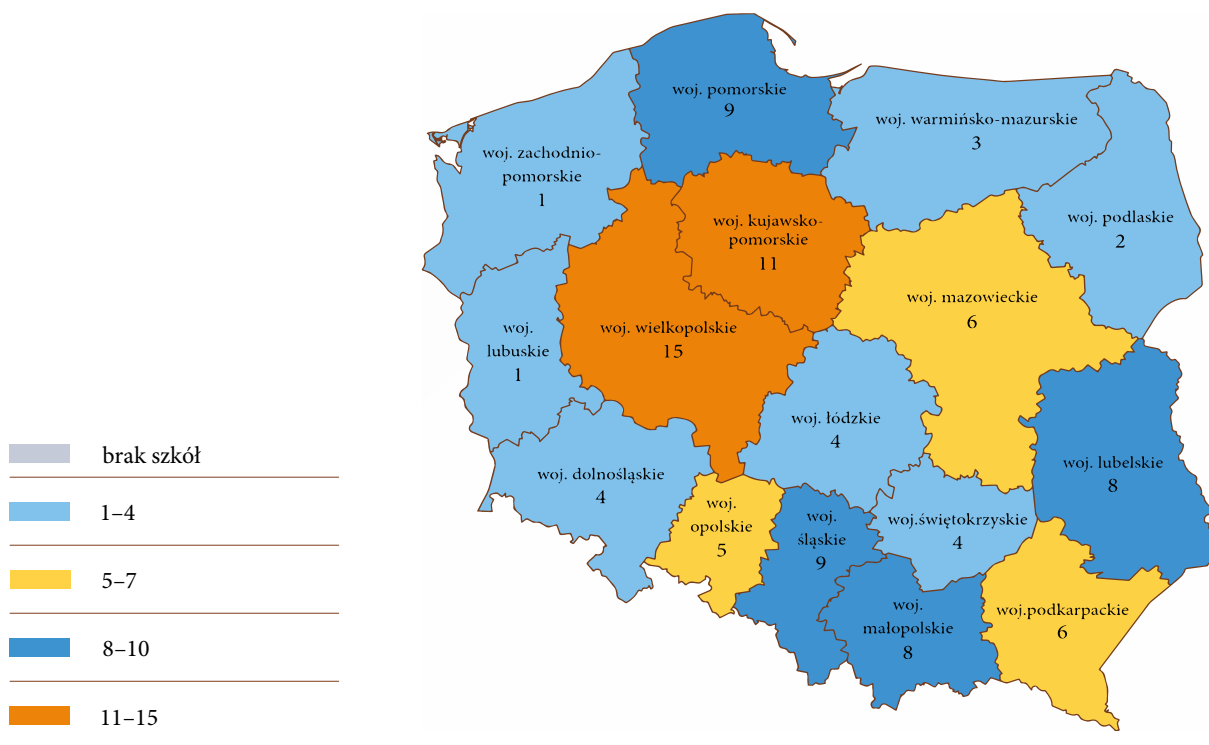 woj. pomorskie
9
woj. warmińsko-mazurskie
3
woj. zachodnio-
pomorskie
1
woj. podlaskie
2
woj. kujawsko-
pomorskie
11
woj. mazowieckie
6
woj.
lubuskie
1
woj. wielkopolskie
15
woj. łódzkie
4
woj. lubelskie
8
woj. dolnośląskie
4
woj.
opolskie
5
woj.
śląskie
9
woj.świętokrzyskie
4
woj.
małopolskie
8
woj.podkarpackie
6
brak szkół
1–4
5–7
8–10
11–15